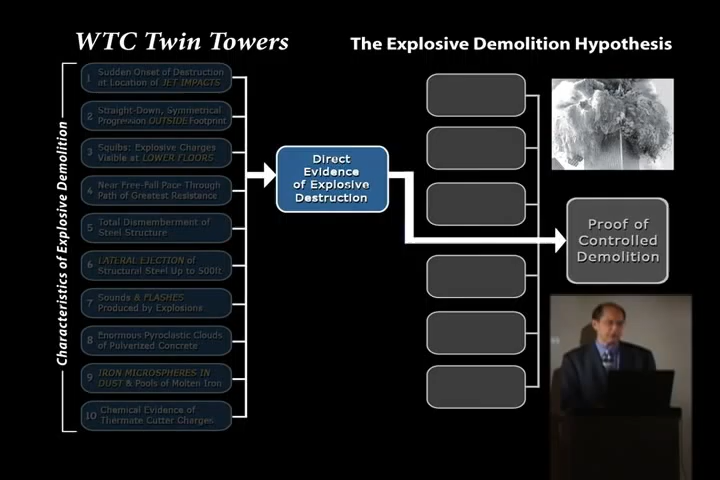 WTC Twin Towers
The Explosive Demolition Hypothesis
Characteristics of Explosive Demolition
1 Sudden Onset of Destruction
at Location of JET IMPACTS
2 Straight-Down, Symmetrical
Progression OUTSIDE Footprint
3 Squibs: Explosive Charges
Visible at LOWER FLOORS
4 Near Free-Fall Pace Through
Path of Greatest Resistance
5 Total Dismemberment of
Steel Structure
6 LATERAL EJECTION of
Structural Steel Up to 500ft
7 Sounds & FLASHES
Produced by Explosions
8 Enormous Pyroclastic Clouds
of Pulverized Concrete
9 IRON MICROSPHERES IN
DUST & Pools of Molten Iron
10 Chemical Evidence of
Thermate Cutter Charges
Direct
Evidence
of Explosive
Destruction
Proof of
Controlled
Demolition